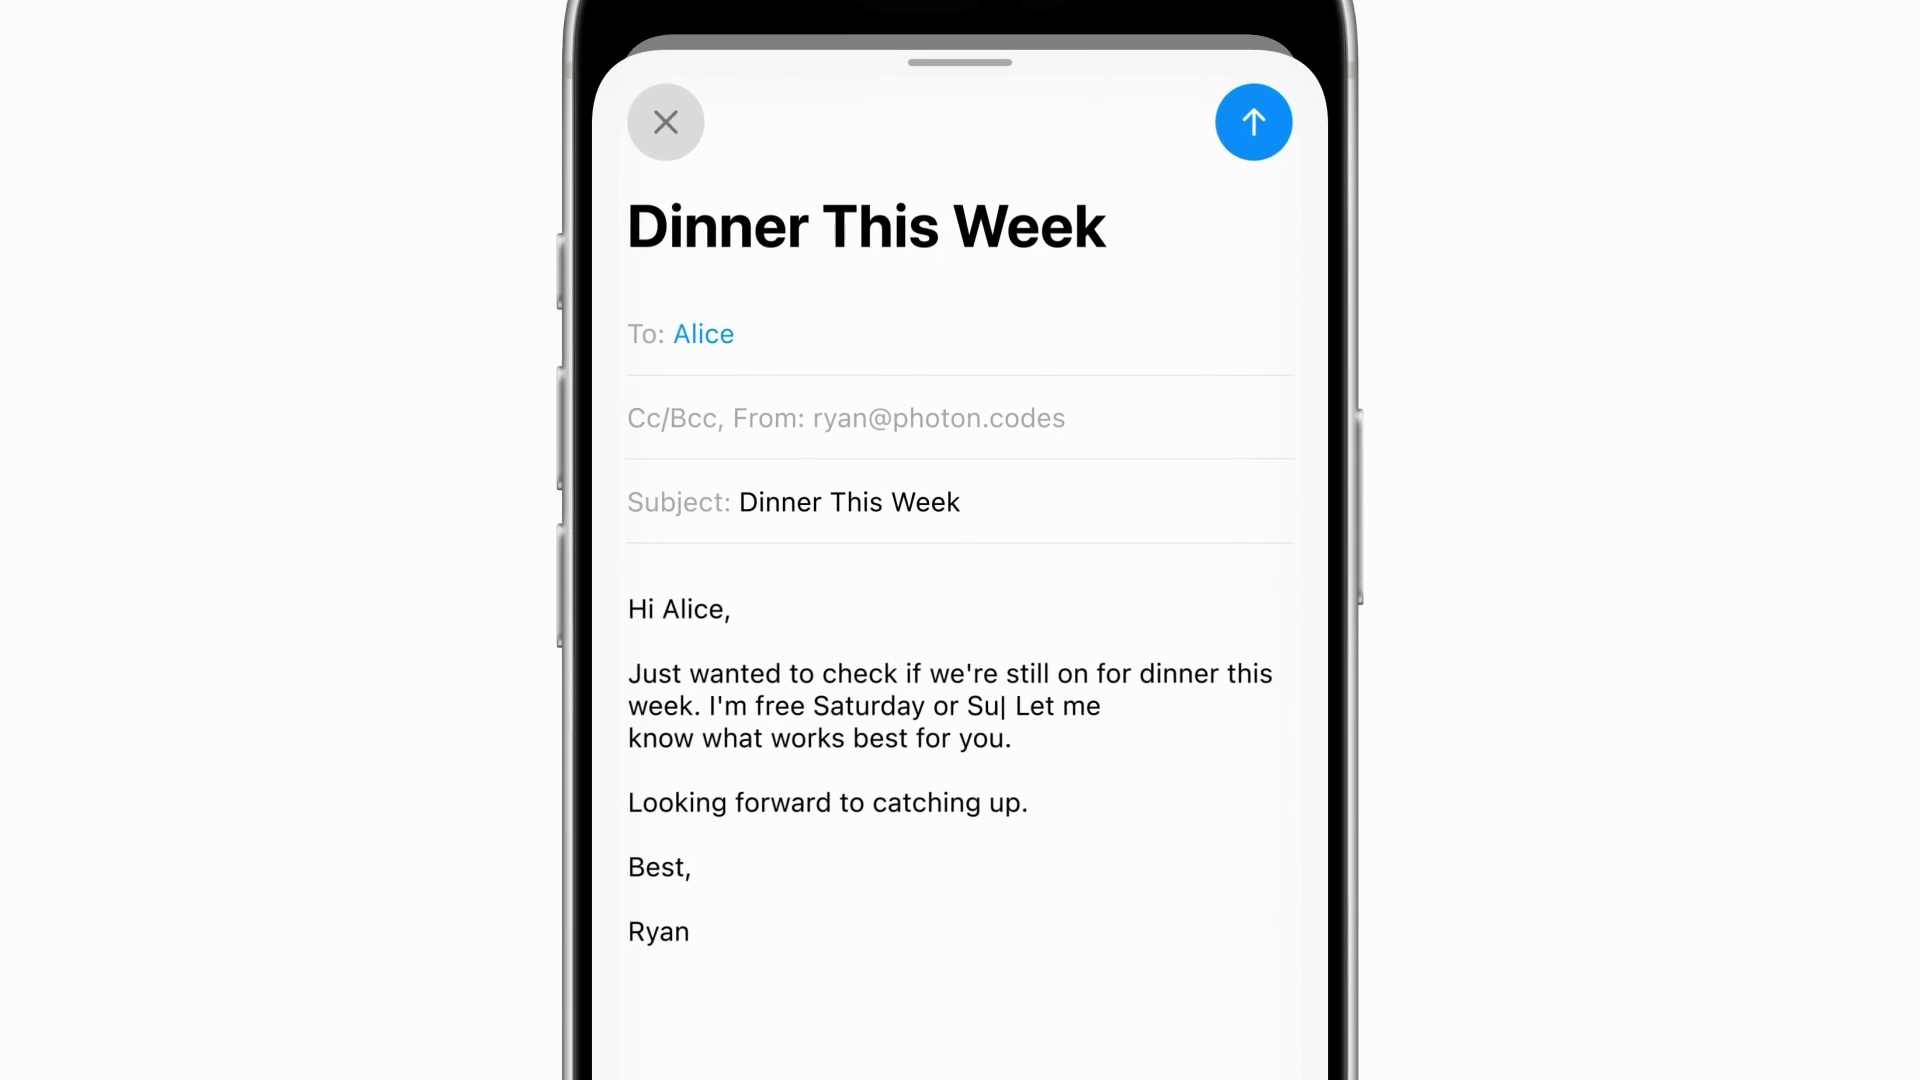 Dinner This Week
To: Alice
Cc/Bcc, From: ryan@photon.codes
Subject: Dinner This Week
Hi Alice,
Just wanted to check if we're still on for dinner this
week. I'm free Saturday or Su| Let me
know what works best for you.
Looking forward to catching up.
Best,
Ryan